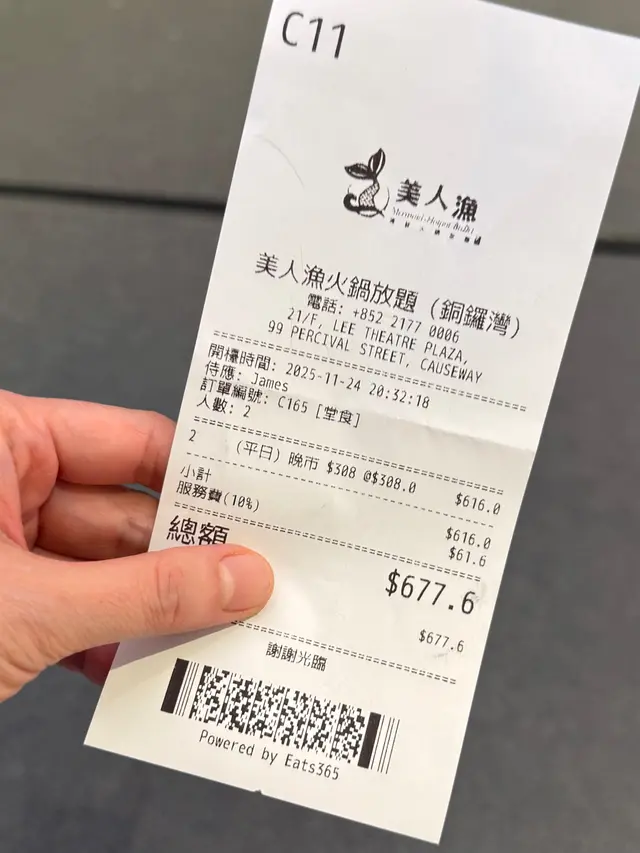 C11
美人漁
美人漁火鍋放題 (銅鑼灣)
電話: +852 2177 0006
21/F, LEE THEATRE PLAZA,
99 PERCIVAL STREET, CAUSEWAY
開檯時間: 2025-11-24 20:32:18
侍應: James
訂單編號: C165 [堂食]
人數: 2
2 (平日) 晚市 $308 @$308.0 $616.0
小計 $616.0
服務費(10%) $61.6
總額 $677.6
$677.6
謝謝光臨
Powered by Eats365